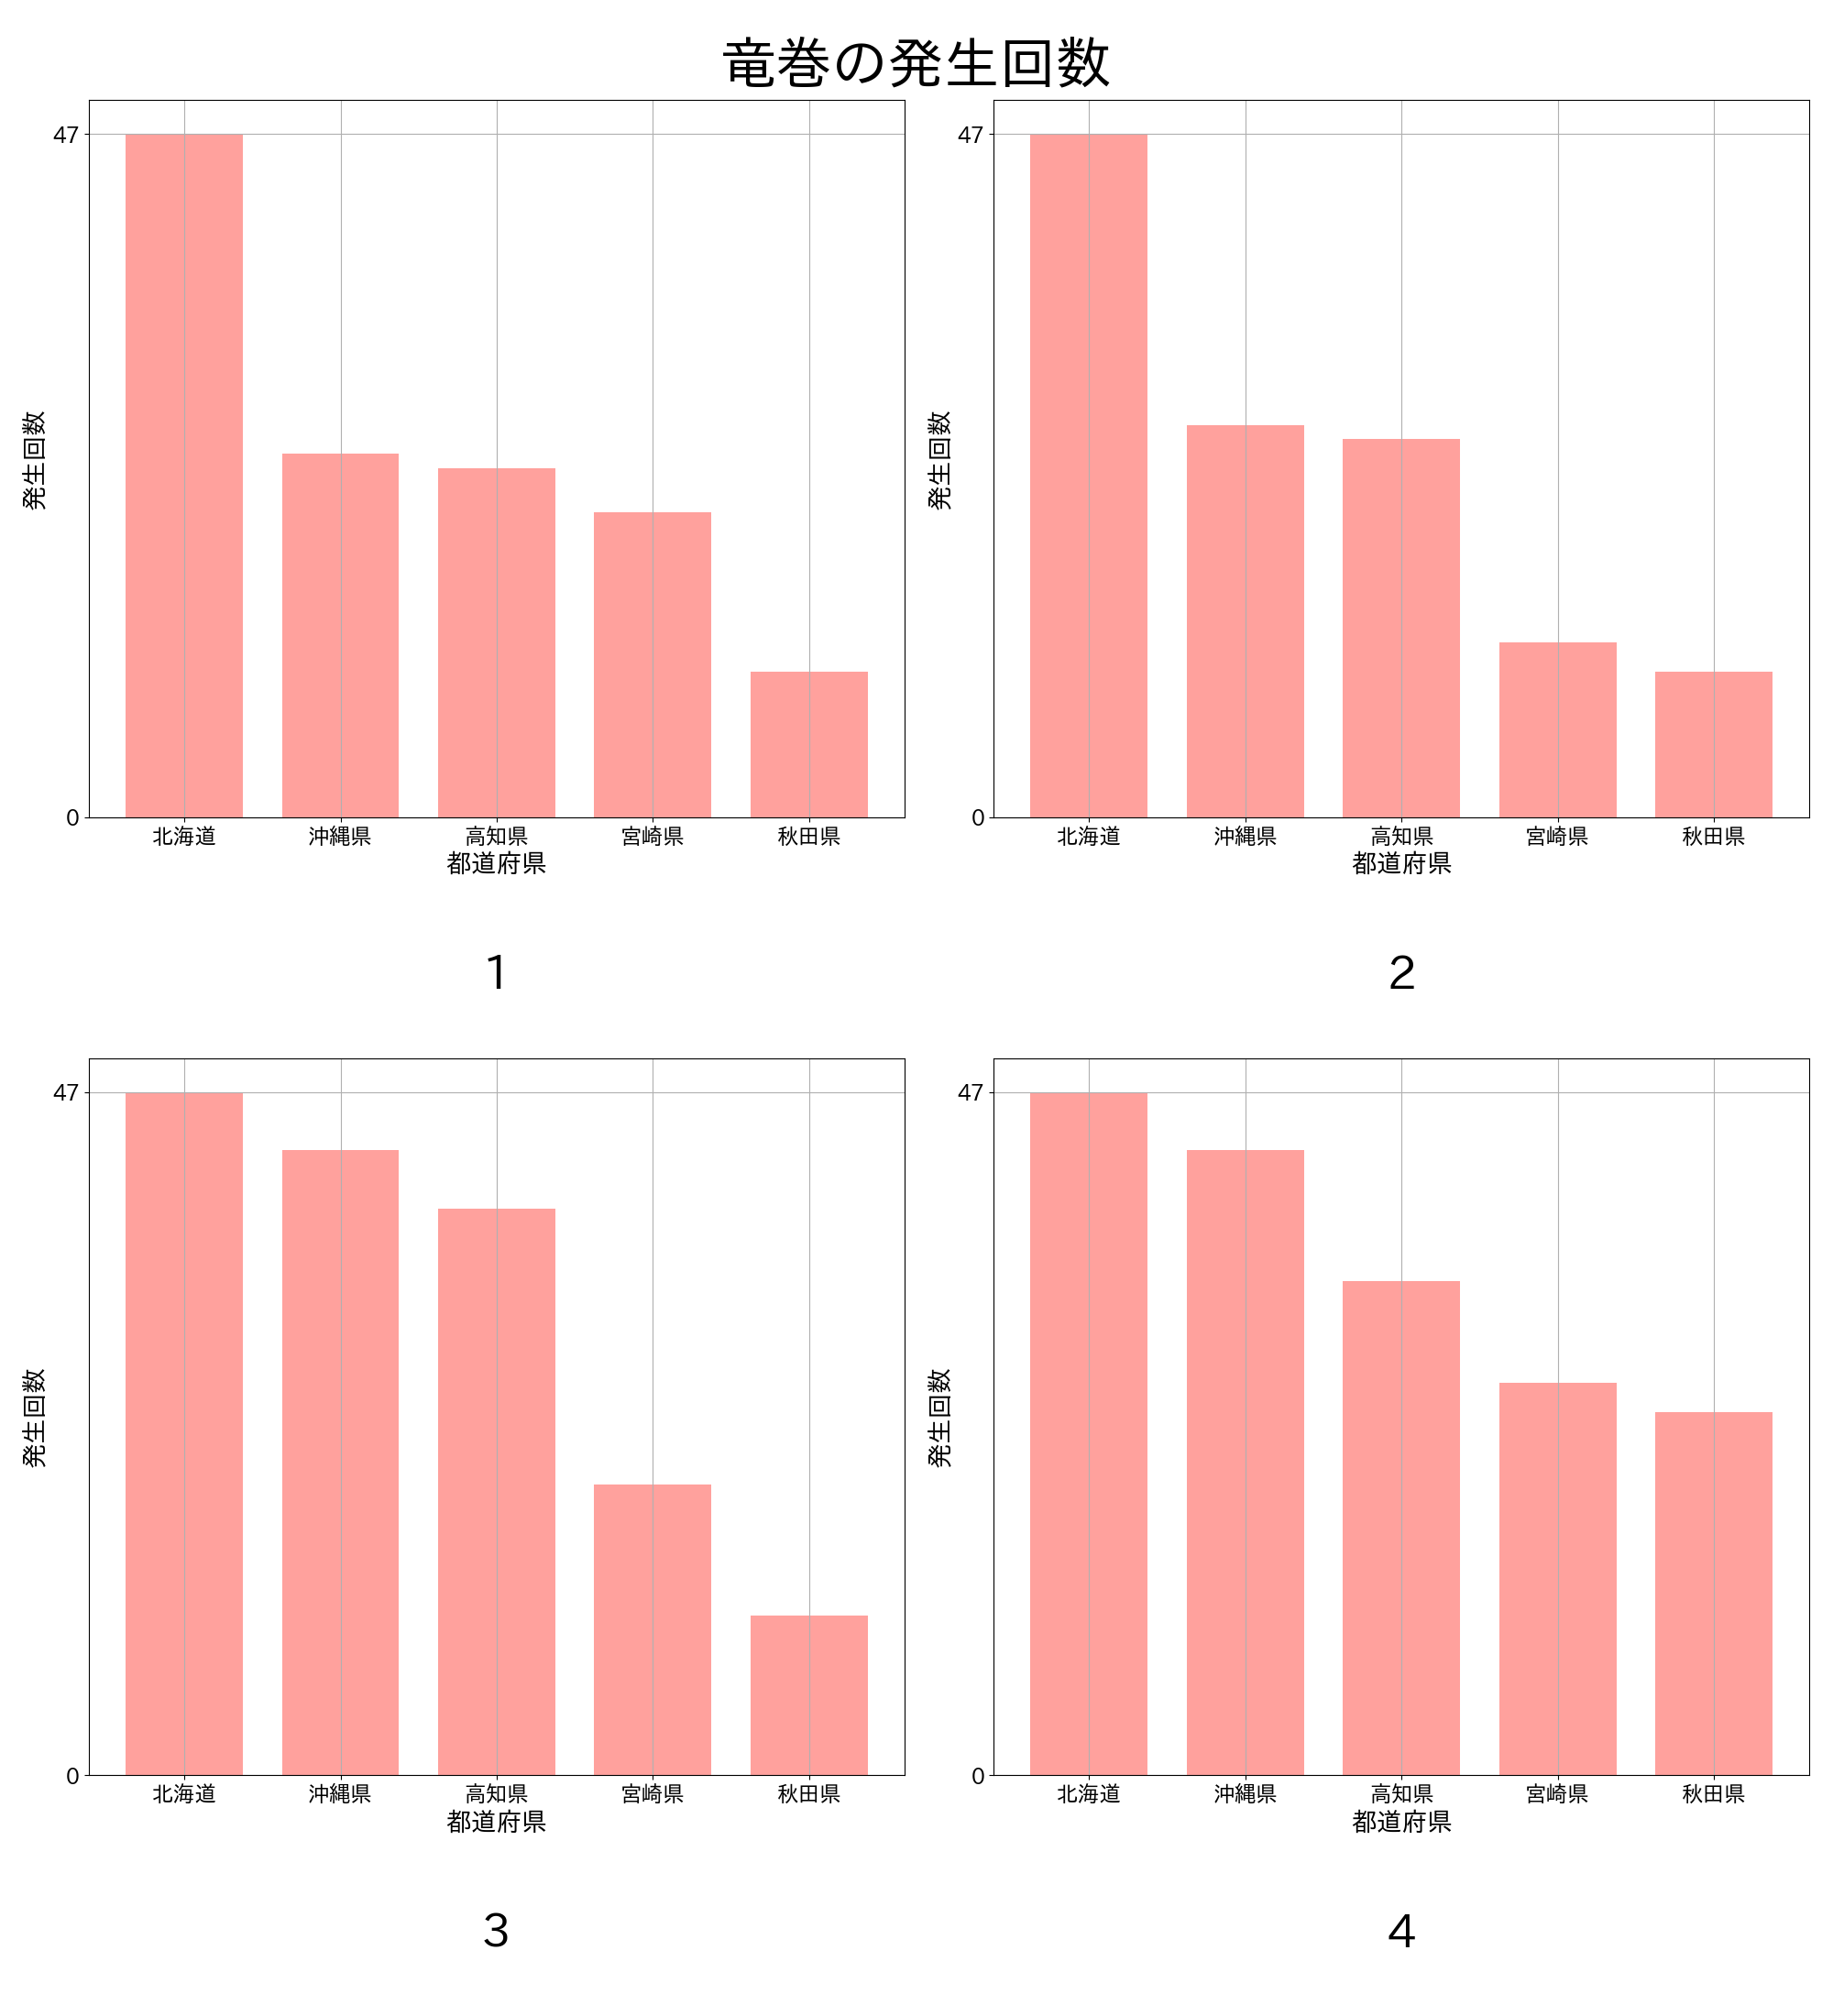 竜巻の発生回数
47
0
発生回数
北海道 沖縄県 高知県 宮崎県 秋田県
都道府県
1
47
0
発生回数
北海道 沖縄県 高知県 宮崎県 秋田県
都道府県
2
47
0
発生回数
北海道 沖縄県 高知県 宮崎県 秋田県
都道府県
3
47
0
発生回数
北海道 沖縄県 高知県 宮崎県 秋田県
都道府県
4